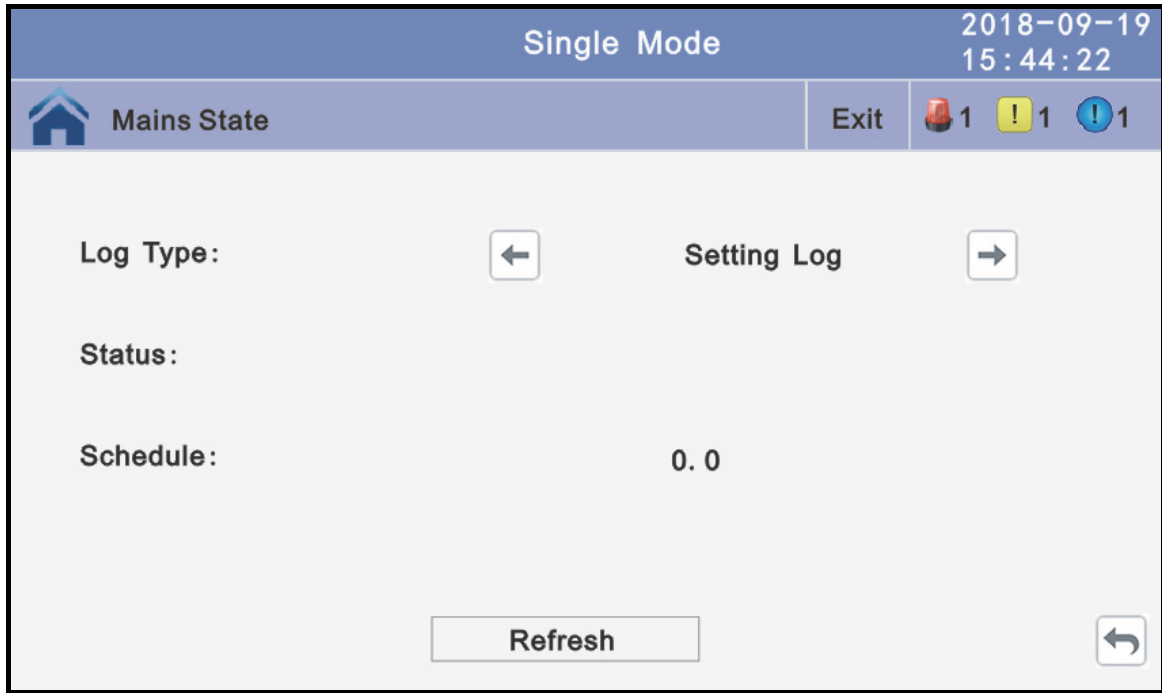 Single Mode
2018-09-19
15:44:22
Mains State
Exit
1
! 1
! 1
Log Type:
Setting Log
Status:
Schedule:
0.0
Refresh